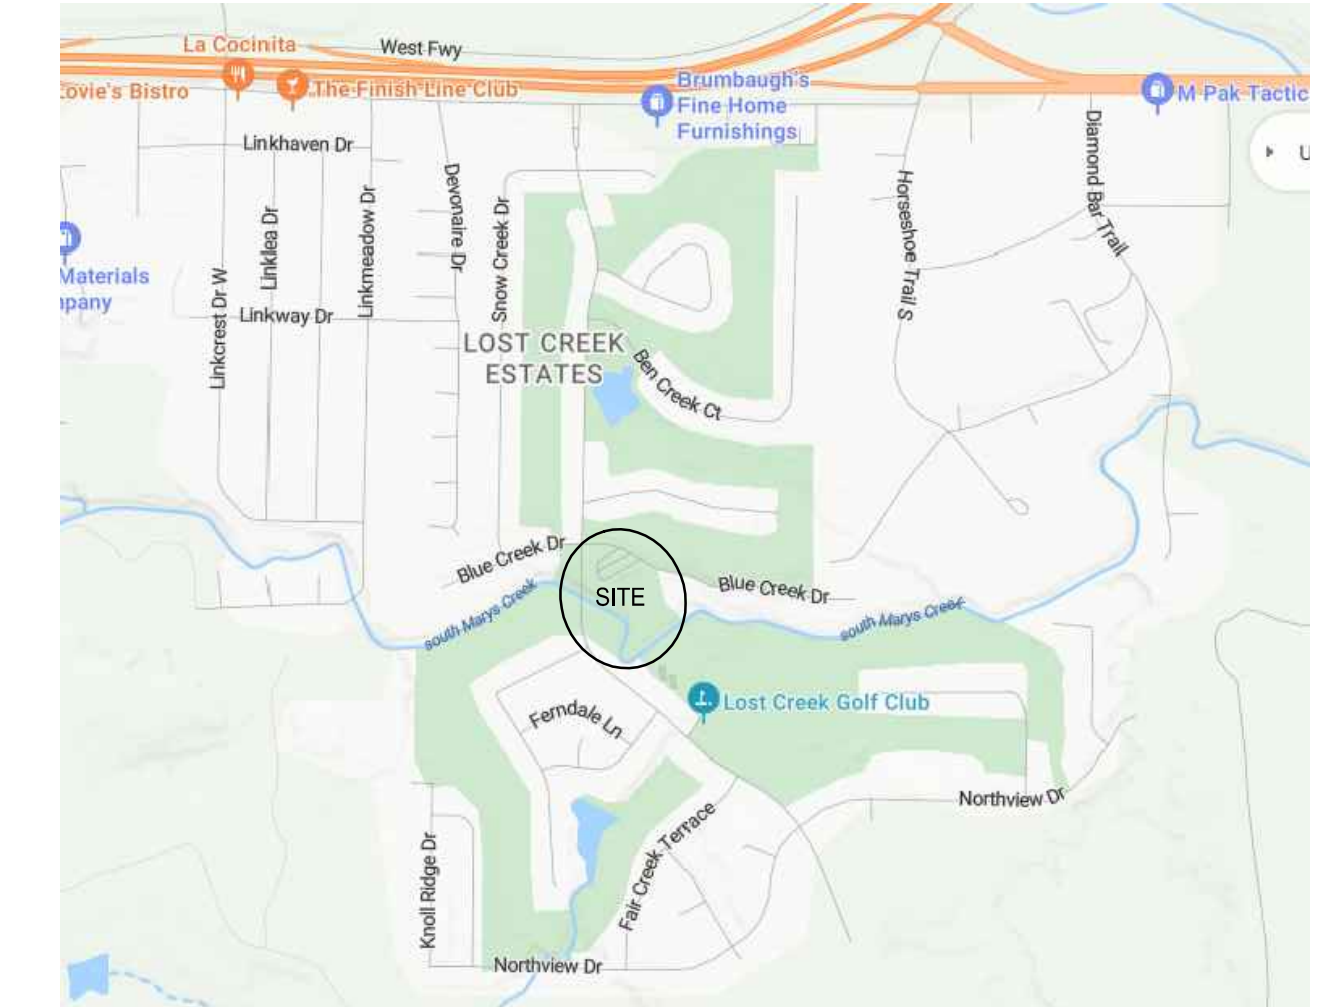 La Cocinita
West Fwy
ovie's Bistro
The Finish Line Club
Brumbaugh's
Fine Home
Furnishings
M Pak Tactic
U
Linkhaven Dr
Devonaire Dr
Diamond Bar Trail
Horseshoe Trail S
Linkmeadow Dr
Linkilea Dr
Snow Creek Dr
Materials
pany
Linkcrest Dr W
Linkway Dr
LOST CREEK
ESTATES
Ben Creek Ct
Blue Creek Dr
SITE
Blue Creek Dr
south Marys Creek
south Marys Creek
Lost Creek Golf Club
Ferndale Ln
Northview Dr
Fair Creek Terrace
Knoll Ridge Dr
Northview Dr